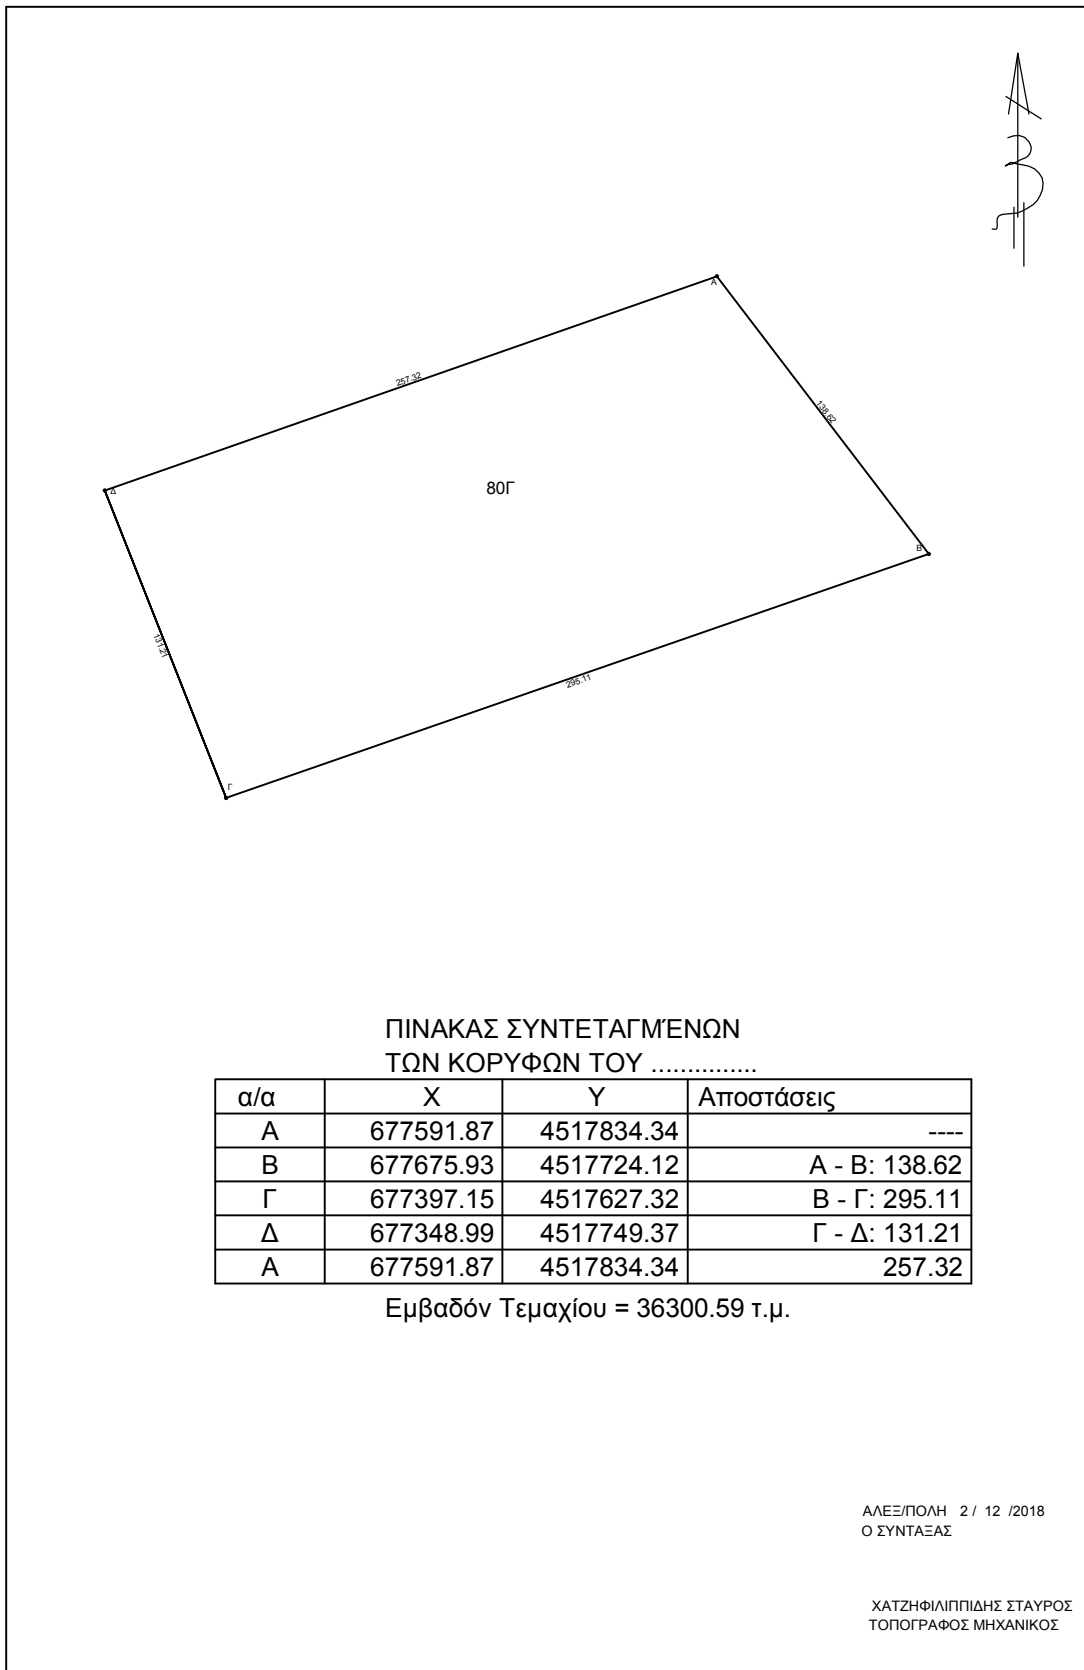 Α
257.32
138.62
Δ
80Γ
Β
131.21
295.11
Γ
ΠΙΝΑΚΑΣ ΣΥΝΤΕΤΑΓΜΈΝΩΝ
ΤΩΝ ΚΟΡΥΦΩΝ ΤΟΥ ...............
α/α X Y Αποστάσεις
Α 677591.87 4517834.34 ----
Β 677675.93 4517724.12 Α - Β: 138.62
Γ 677397.15 4517627.32 Β - Γ: 295.11
Δ 677348.99 4517749.37 Γ - Δ: 131.21
Α 677591.87 4517834.34 257.32
Εμβαδόν Τεμαχίου = 36300.59 τ.μ.
ΑΛΕΞ/ΠΟΛΗ 2 / 12 /2018
Ο ΣΥΝΤΑΞΑΣ
ΧΑΤΖΗΦΙΛΙΠΠΙΔΗΣ ΣΤΑΥΡΟΣ
ΤΟΠΟΓΡΑΦΟΣ ΜΗΧΑΝΙΚΟΣ